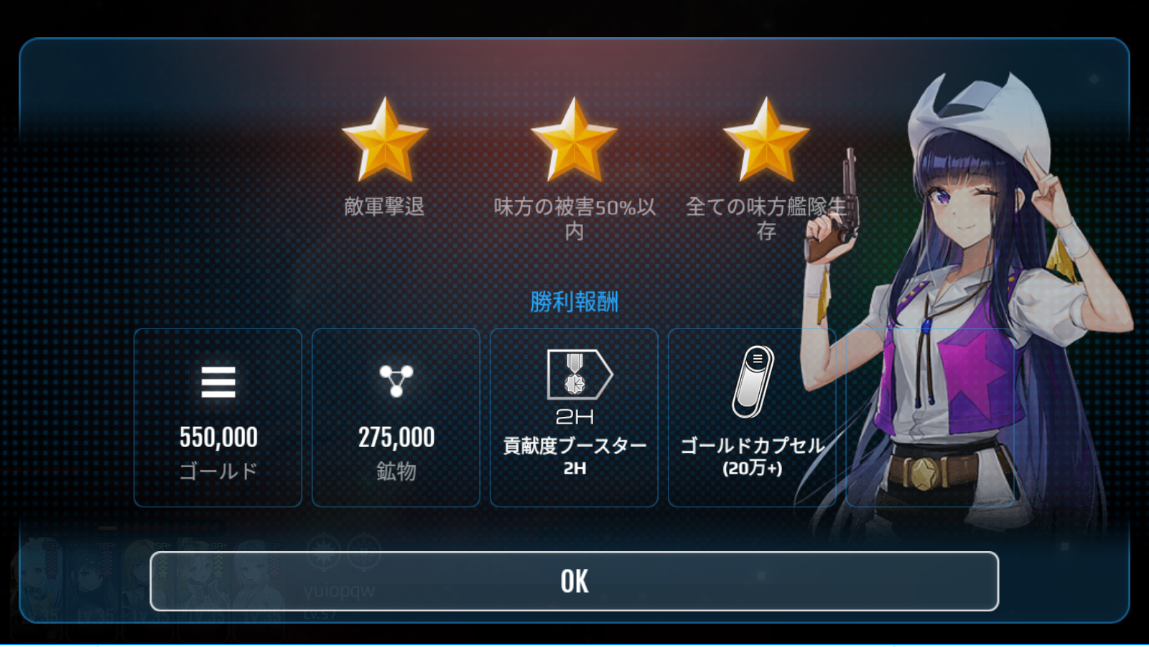 敵軍撃退
味方の被害50%以
内
全ての味方艦隊生
存
勝利報酬
550,000
ゴールド
275,000
鉱物
2H
貢献度ブースター
2H
ゴールドカプセル
(20万+)
yuiopqw
OK